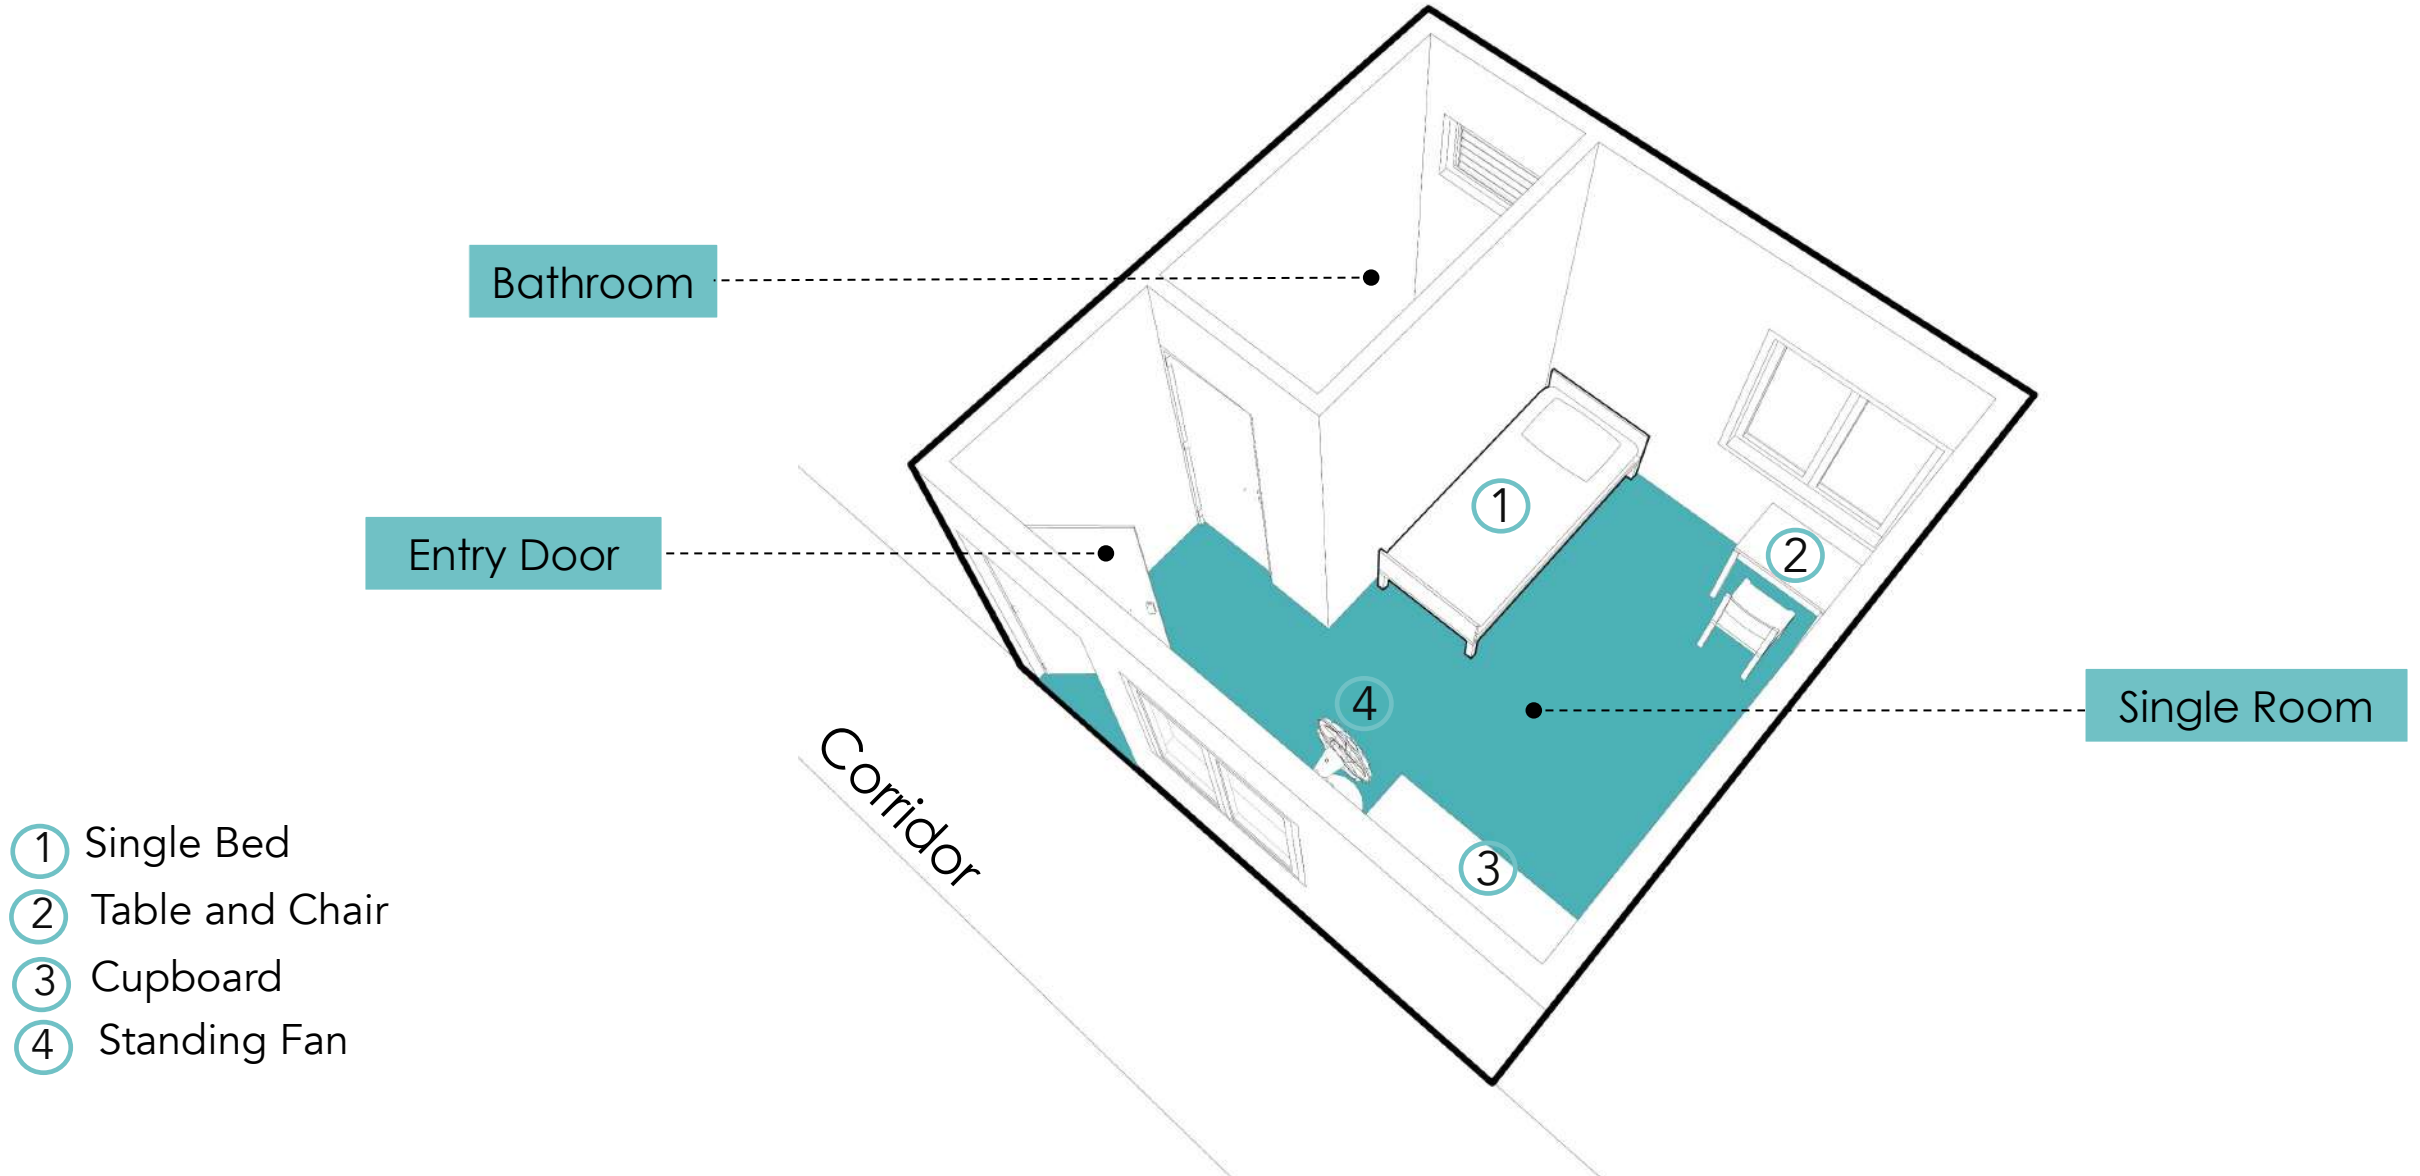 Bathroom
Entry Door
Single Room
Corridor
1
2
3
4
1 Single Bed
2 Table and Chair
3 Cupboard
4 Standing Fan